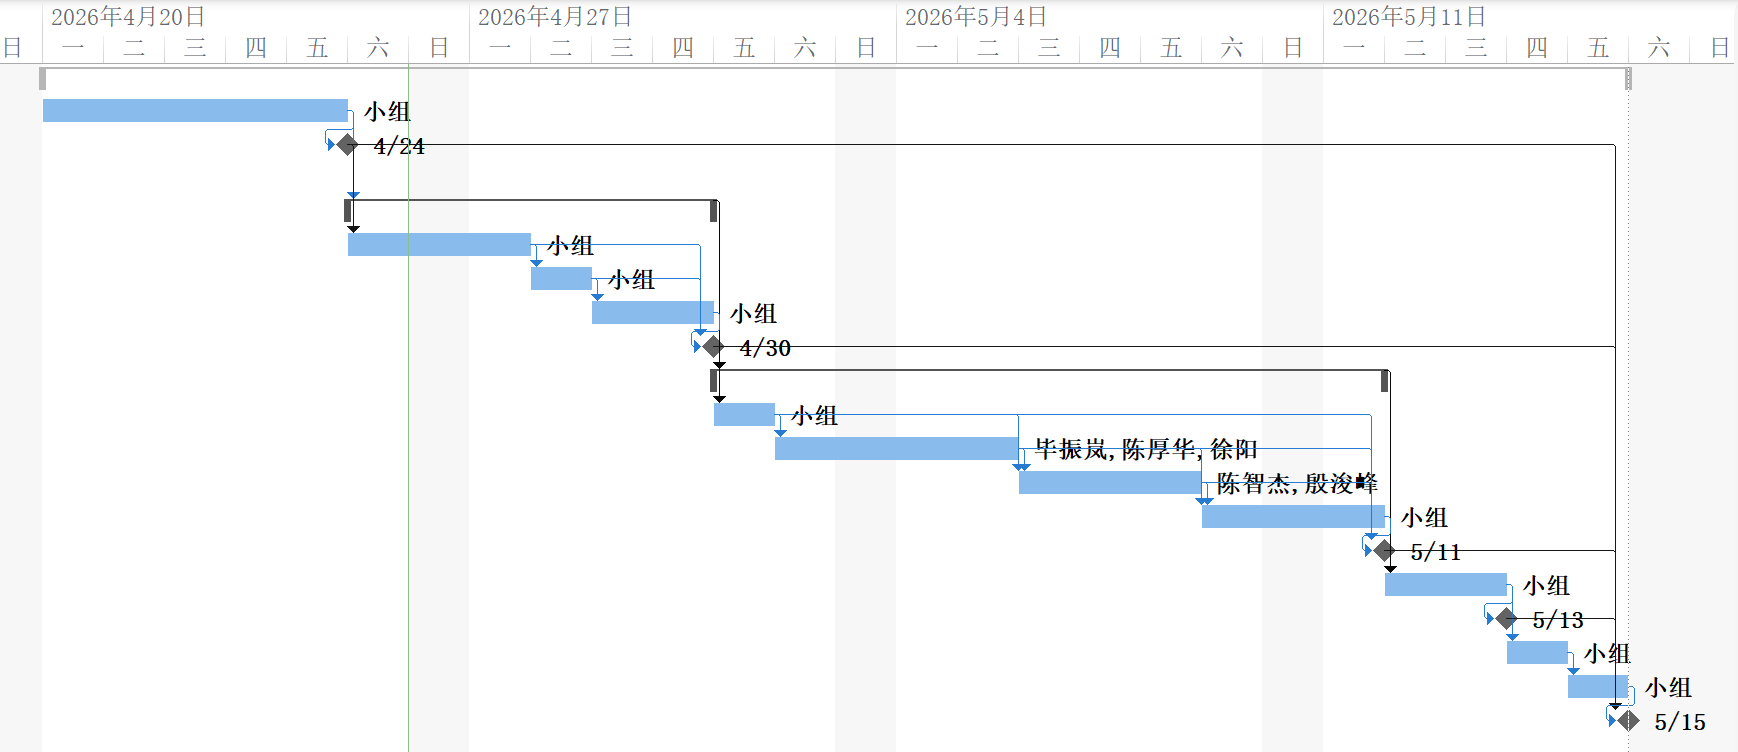 2026年4月20日 2026年4月27日 2026年5月4日 2026年5月11日
日 一 二 三 四 五 六 日 一 二 三 四 五 六 日 一 二 三 四 五 六 日 一 二 三 四 五 六 日
小组
4/24
小组
小组
小组
4/30
小组
毕振岚,陈厚华,徐阳
陈智杰,殷浚峰
小组
5/11
小组
5/13
小组
小组
5/15